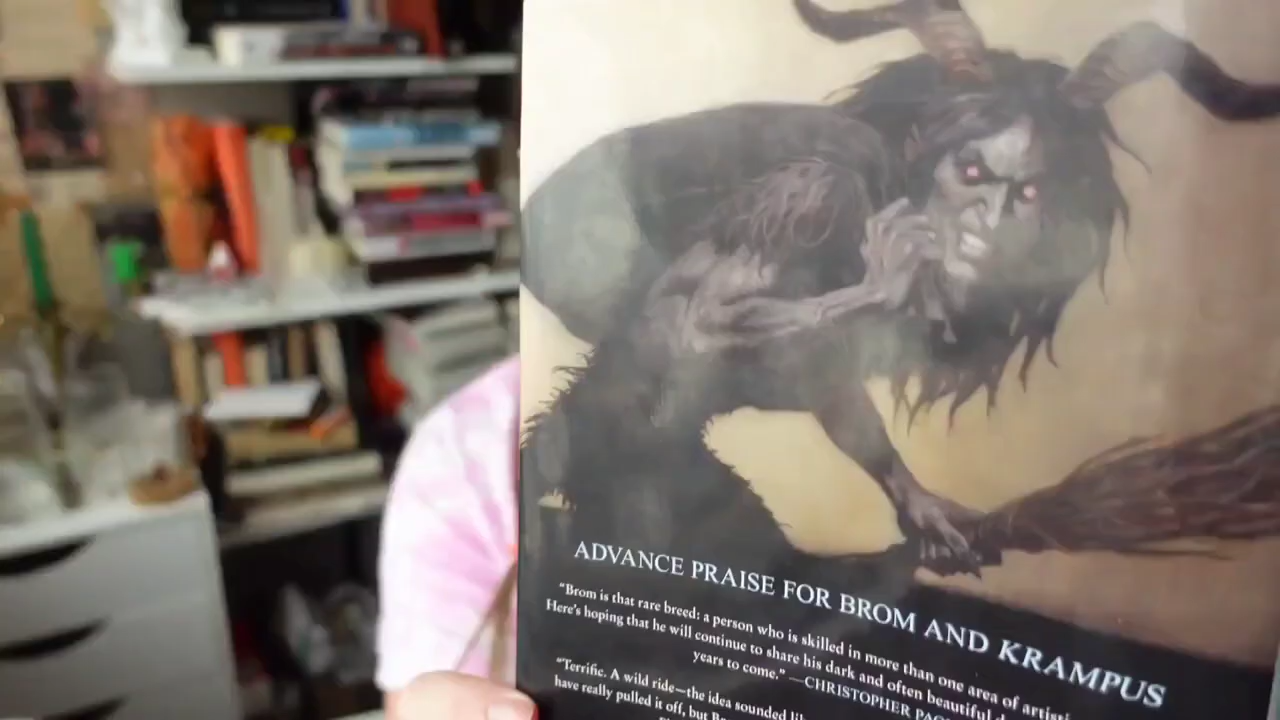 ADVANCE PRAISE FOR BROM AND KRAMPUS
"Brom is that rare breed: a person who is skilled in more than one area of
Here's hoping that he will continue to share his dark and often beautiful
years to come." —CHRISTOPHER
"Terrific. A wild ride—the idea sounded
have really pulled it off, but